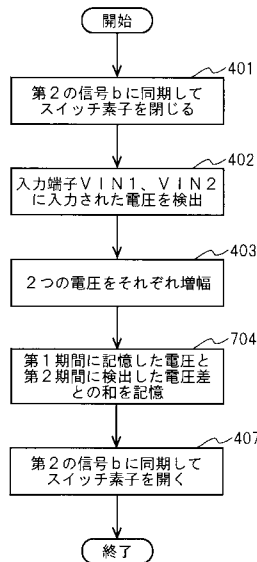 開始
401
第２の信号ｂに同期して
スイッチ素子を閉じる
402
入力端子ＶＩＮ１、ＶＩＮ２
に入力された電圧を検出
403
２つの電圧をそれぞれ増幅
704
第１期間に記憶した電圧と
第２期間に検出した電圧差
との和を記憶
407
第２の信号ｂに同期して
スイッチ素子を開く
終了